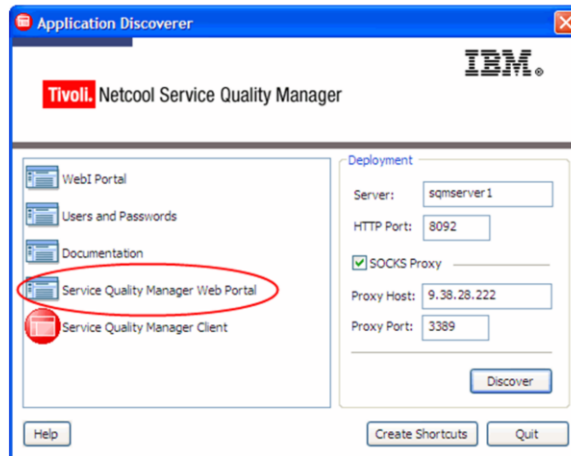 Application Discoverer
IBM®
Tivoli. Netcool Service Quality Manager
WebI Portal
Users and Passwords
Documentation
Service Quality Manager Web Portal
Service Quality Manager Client
Deployment
Server: sqmserver1
HTTP Port: 8092
SOCKS Proxy
Proxy Host: 9.38.28.222
Proxy Port: 3389
Discover
Help
Create Shortcuts
Quit